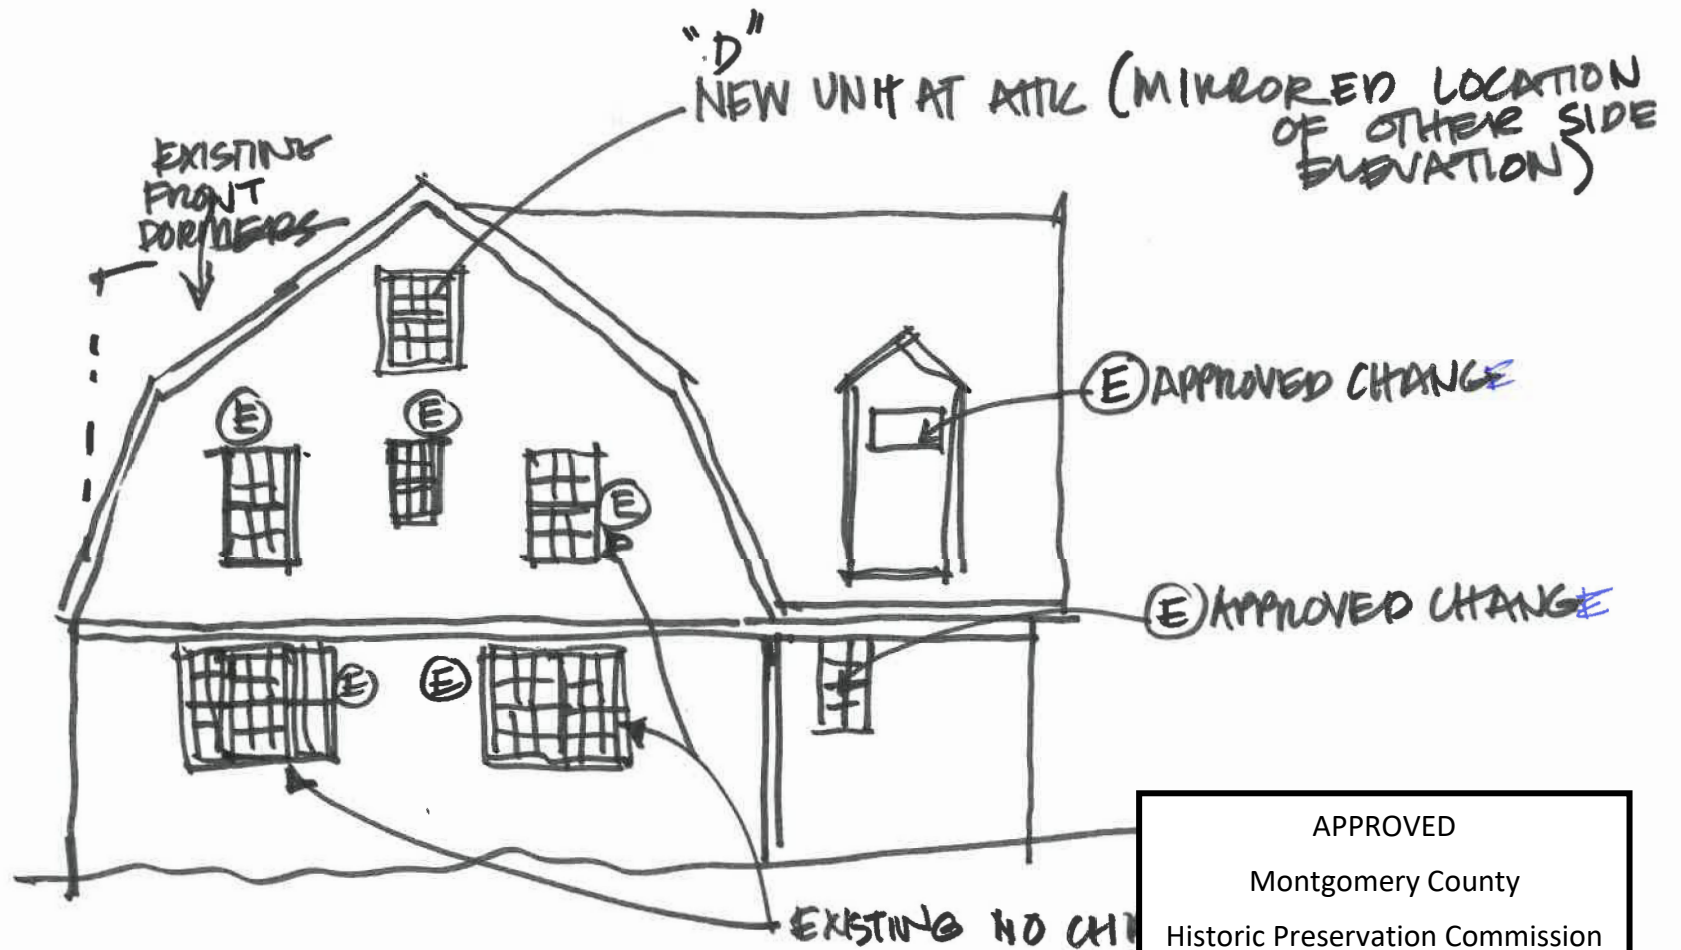 "D"
NEW UNIT AT ATTIC (MIRRORED LOCATION
OF OTHER SIDE
ELEVATION)
EXISTING
FRONT
DORMERS
E APPROVED CHANGE
E
E
E
E APPROVED CHANGE
E
E
EXISTING NO
APPROVED
Montgomery County
Historic Preservation Commission